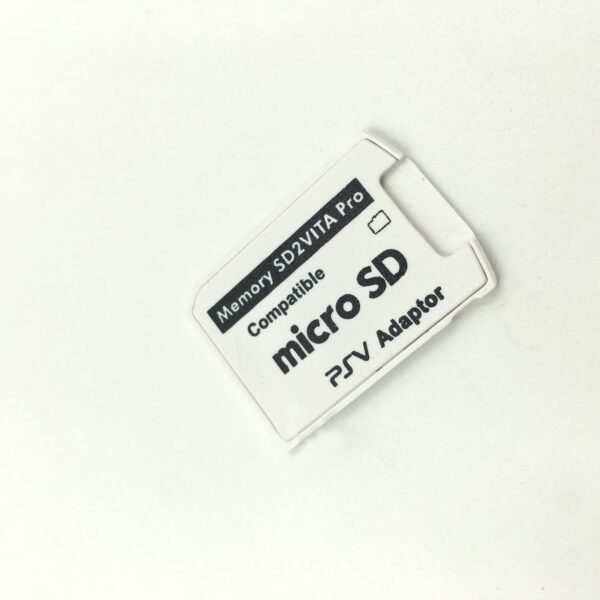 Memory SD2VITA Pro
Compatible
micro SD
PSV Adaptor